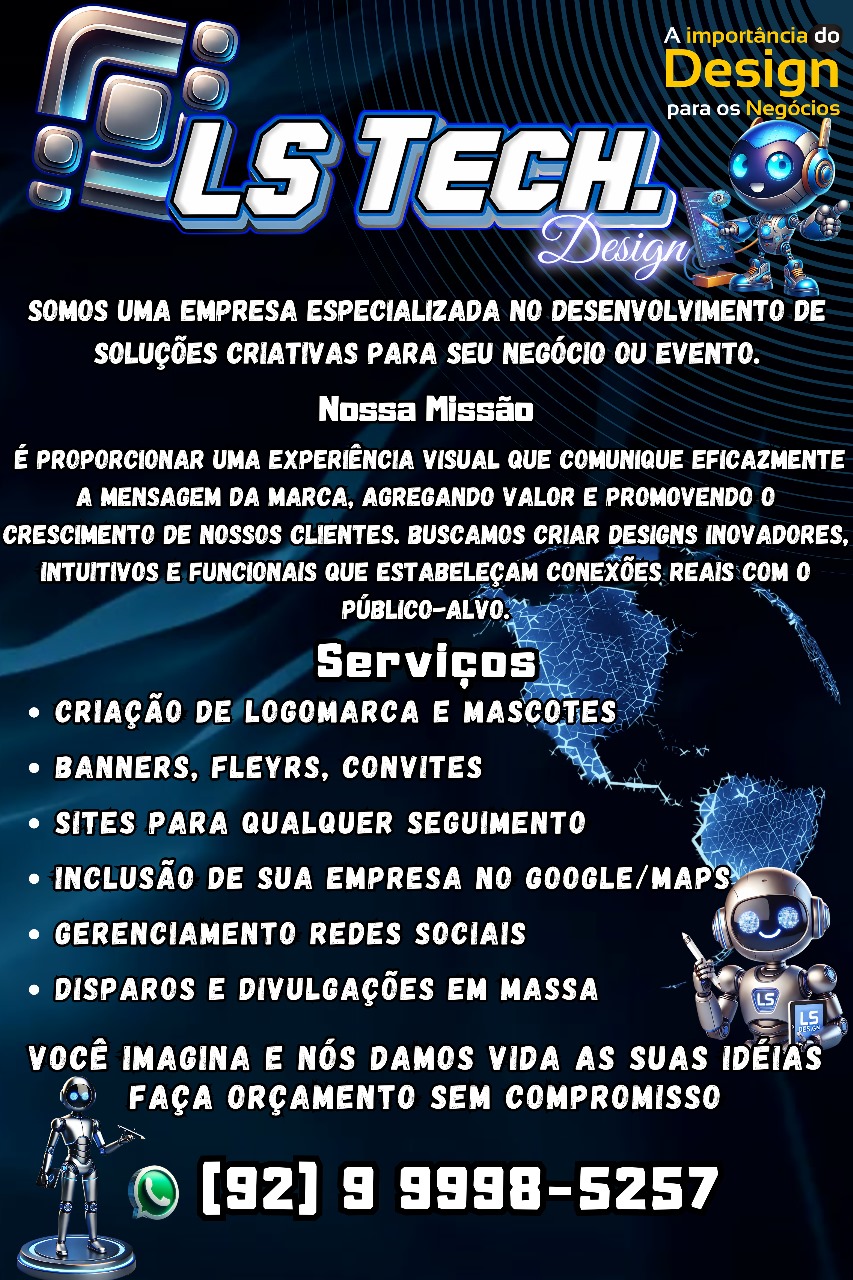 A importância do
Design
para os Negócios
LS TECH.
Design
SOMOS UMA EMPRESA ESPECIALIZADA NO DESENVOLVIMENTO DE
SOLUÇÕES CRIATIVAS PARA SEU NEGÓCIO OU EVENTO.
Nossa Missão
É PROPORCIONAR UMA EXPERIÊNCIA VISUAL QUE COMUNIQUE EFICAZMENTE
A MENSAGEM DA MARCA, AGREGANDO VALOR E PROMOVENDO O
CRESCIMENTO DE NOSSOS CLIENTES. BUSCAMOS CRIAR DESIGNS INOVADORES,
INTUITIVOS E FUNCIONAIS QUE ESTABELEÇAM CONEXÕES REAIS COM O
PÚBLICO-ALVO.
Serviços
• CRIAÇÃO DE LOGOMARCA E MASCOTES
• BANNERS, FLEYRS, CONVITES
• SITES PARA QUALQUER SEGUIMENTO
• INCLUSÃO DE SUA EMPRESA NO GOOGLE/MAPS
• GERENCIAMENTO REDES SOCIAIS
• DISPAROS E DIVULGAÇÕES EM MASSA
LS
LS
DESIGN
VOCÊ IMAGINA E NÓS DAMOS VIDA AS SUAS IDÉIAS
FAÇA ORÇAMENTO SEM COMPROMISSO
[92] 9 9998-5257